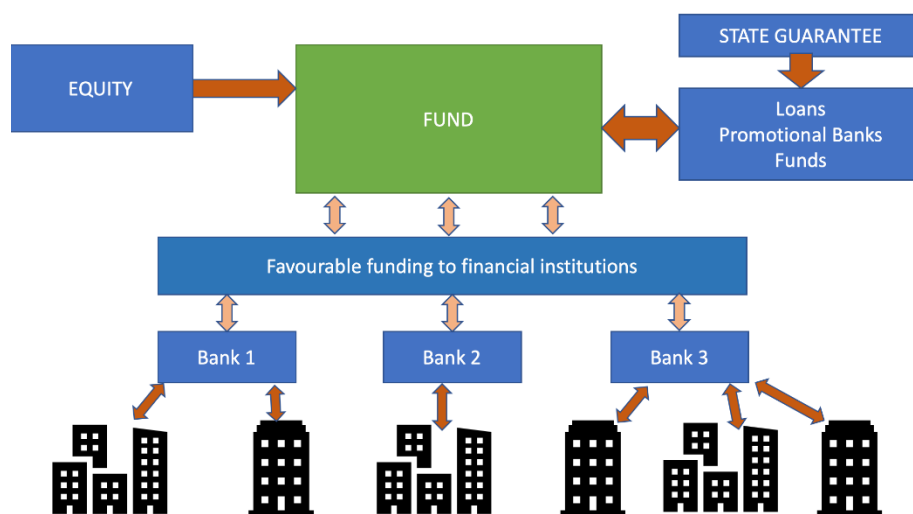 EQUITY
FUND
STATE GUARANTEE
Loans
Promotional Banks
Funds
Favourable funding to financial institutions
Bank 1
Bank 2
Bank 3